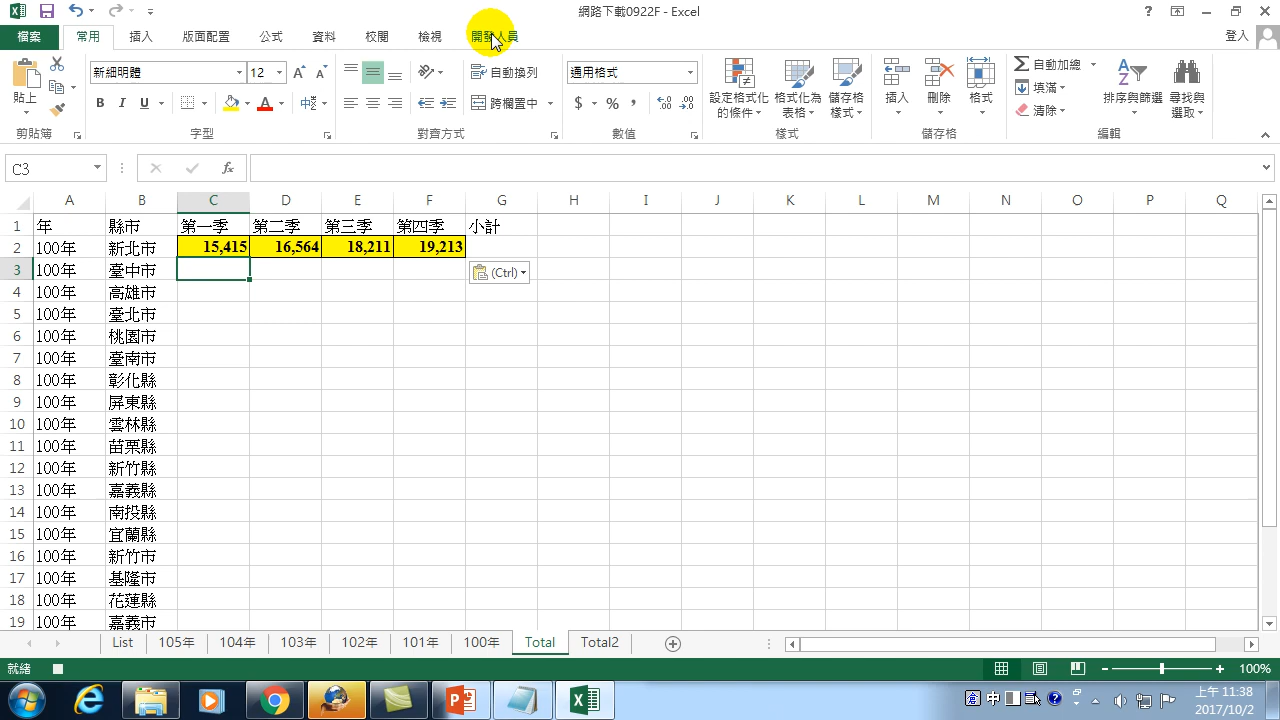 網路下載0922F - Excel
檔案 常用 插入 版面配置 公式 資料 校閱 檢視 開發人員 登入
貼上 新細明體 12 自動換列 通用格式 設定格式化的條件 格式化為表格 儲存格樣式 插入 刪除 格式 自動加總 填滿 清除 排序與篩選 尋找與選取
B I U A 中 跨欄置中 $ % ,
剪貼簿 字型 對齊方式 數值 樣式 儲存格 編輯
C3 fx
A B C D E F G H I J K L M N O P Q
1 年 縣市 第一季 第二季 第三季 第四季 小計
2 100年 新北市 15,415 16,564 18,211 19,213
3 100年 臺中市 (Ctrl)
4 100年 高雄市
5 100年 臺北市
6 100年 桃園市
7 100年 臺南市
8 100年 彰化縣
9 100年 屏東縣
10 100年 雲林縣
11 100年 苗栗縣
12 100年 新竹縣
13 100年 嘉義縣
14 100年 南投縣
15 100年 宜蘭縣
16 100年 新竹市
17 100年 基隆市
18 100年 花蓮縣
19 100年 嘉義市
List 105年 104年 103年 102年 101年 100年 Total Total2
就緒 100%
中 上午 11:38
2017/10/2